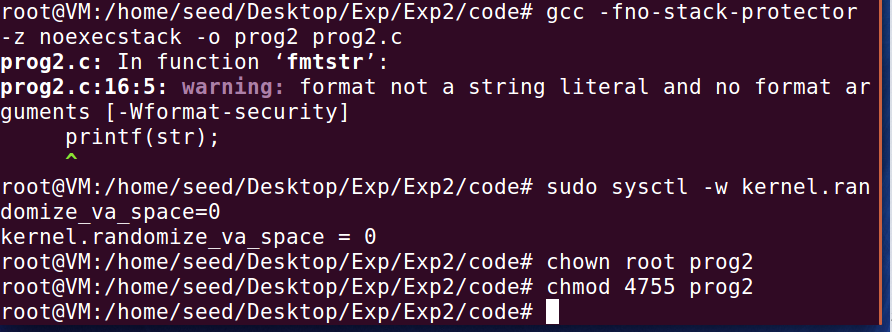 root@VM:/home/seed/Desktop/Exp/Exp2/code# gcc -fno-stack-protector
-z noexecstack -o prog2 prog2.c
prog2.c: In function ‘fmtstr’:
prog2.c:16:5: warning: format not a string literal and no format ar
guments [-Wformat-security]
     printf(str);
     ^
root@VM:/home/seed/Desktop/Exp/Exp2/code# sudo sysctl -w kernel.ran
domize_va_space=0
kernel.randomize_va_space = 0
root@VM:/home/seed/Desktop/Exp/Exp2/code# chown root prog2
root@VM:/home/seed/Desktop/Exp/Exp2/code# chmod 4755 prog2
root@VM:/home/seed/Desktop/Exp/Exp2/code#